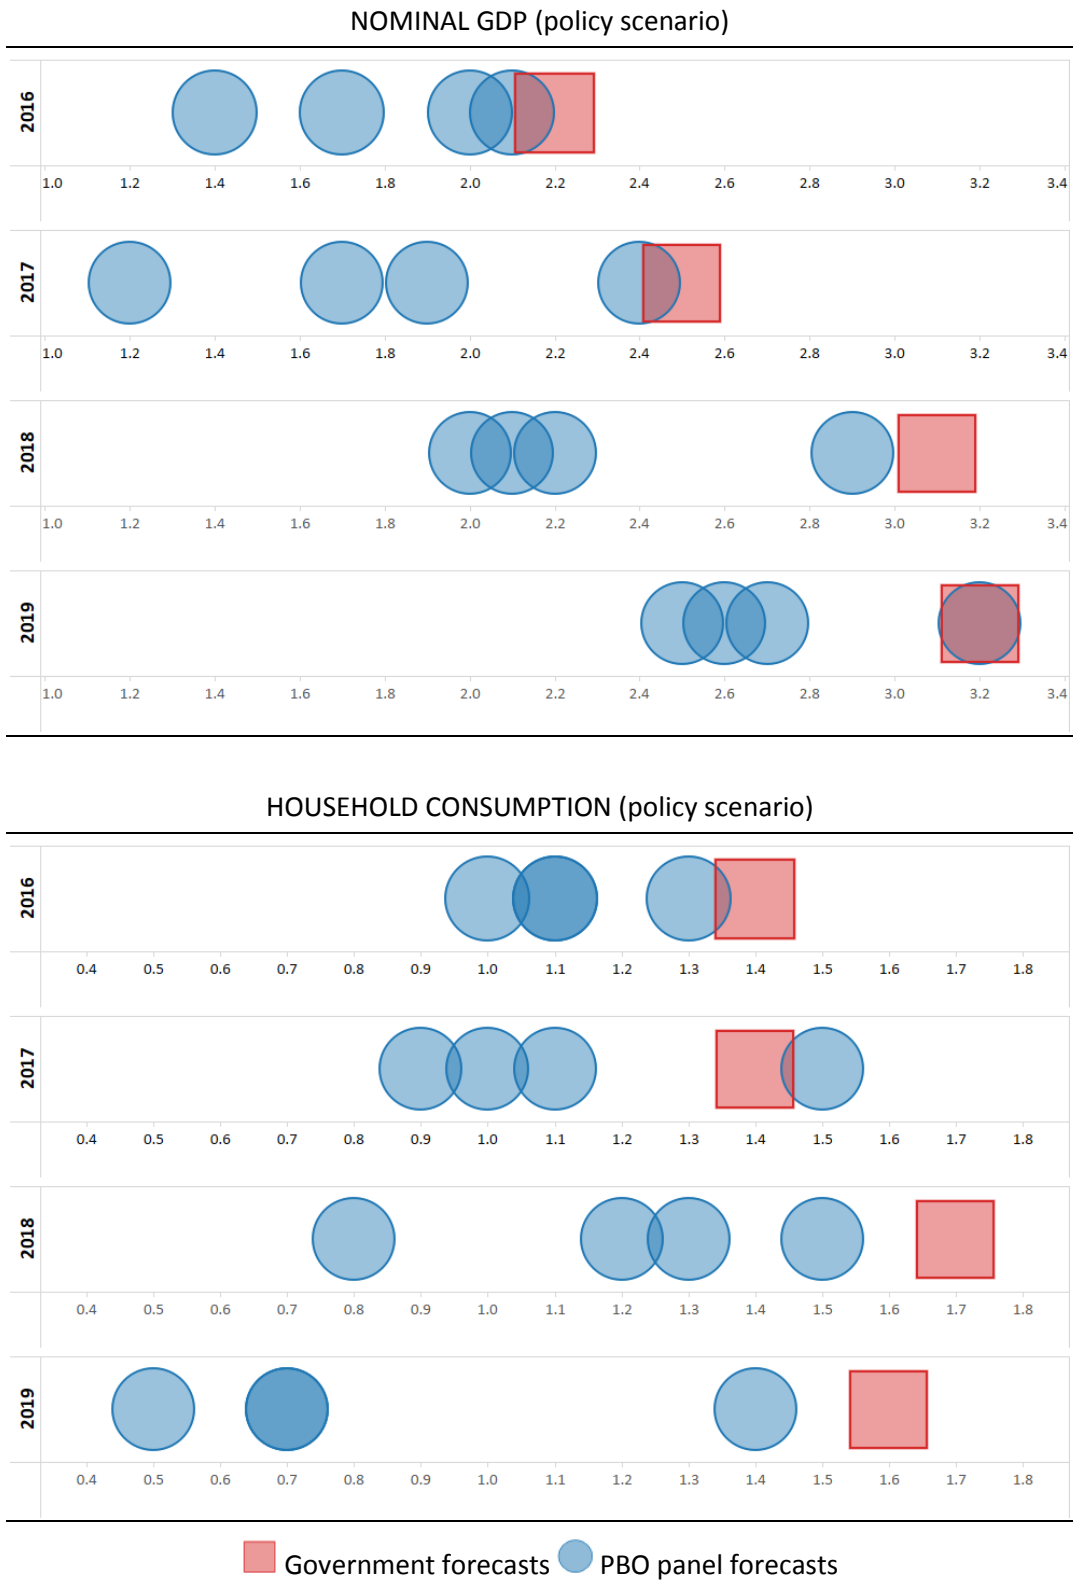 NOMINAL GDP (policy scenario)
2016
1.0 1.2 1.4 1.6 1.8 2.0 2.2 2.4 2.6 2.8 3.0 3.2 3.4
2017
1.0 1.2 1.4 1.6 1.8 2.0 2.2 2.4 2.6 2.8 3.0 3.2 3.4
2018
1.0 1.2 1.4 1.6 1.8 2.0 2.2 2.4 2.6 2.8 3.0 3.2 3.4
2019
1.0 1.2 1.4 1.6 1.8 2.0 2.2 2.4 2.6 2.8 3.0 3.2 3.4
HOUSEHOLD CONSUMPTION (policy scenario)
2016
0.4 0.5 0.6 0.7 0.8 0.9 1.0 1.1 1.2 1.3 1.4 1.5 1.6 1.7 1.8
2017
0.4 0.5 0.6 0.7 0.8 0.9 1.0 1.1 1.2 1.3 1.4 1.5 1.6 1.7 1.8
2018
0.4 0.5 0.6 0.7 0.8 0.9 1.0 1.1 1.2 1.3 1.4 1.5 1.6 1.7 1.8
2019
0.4 0.5 0.6 0.7 0.8 0.9 1.0 1.1 1.2 1.3 1.4 1.5 1.6 1.7 1.8
Government forecasts PBO panel forecasts